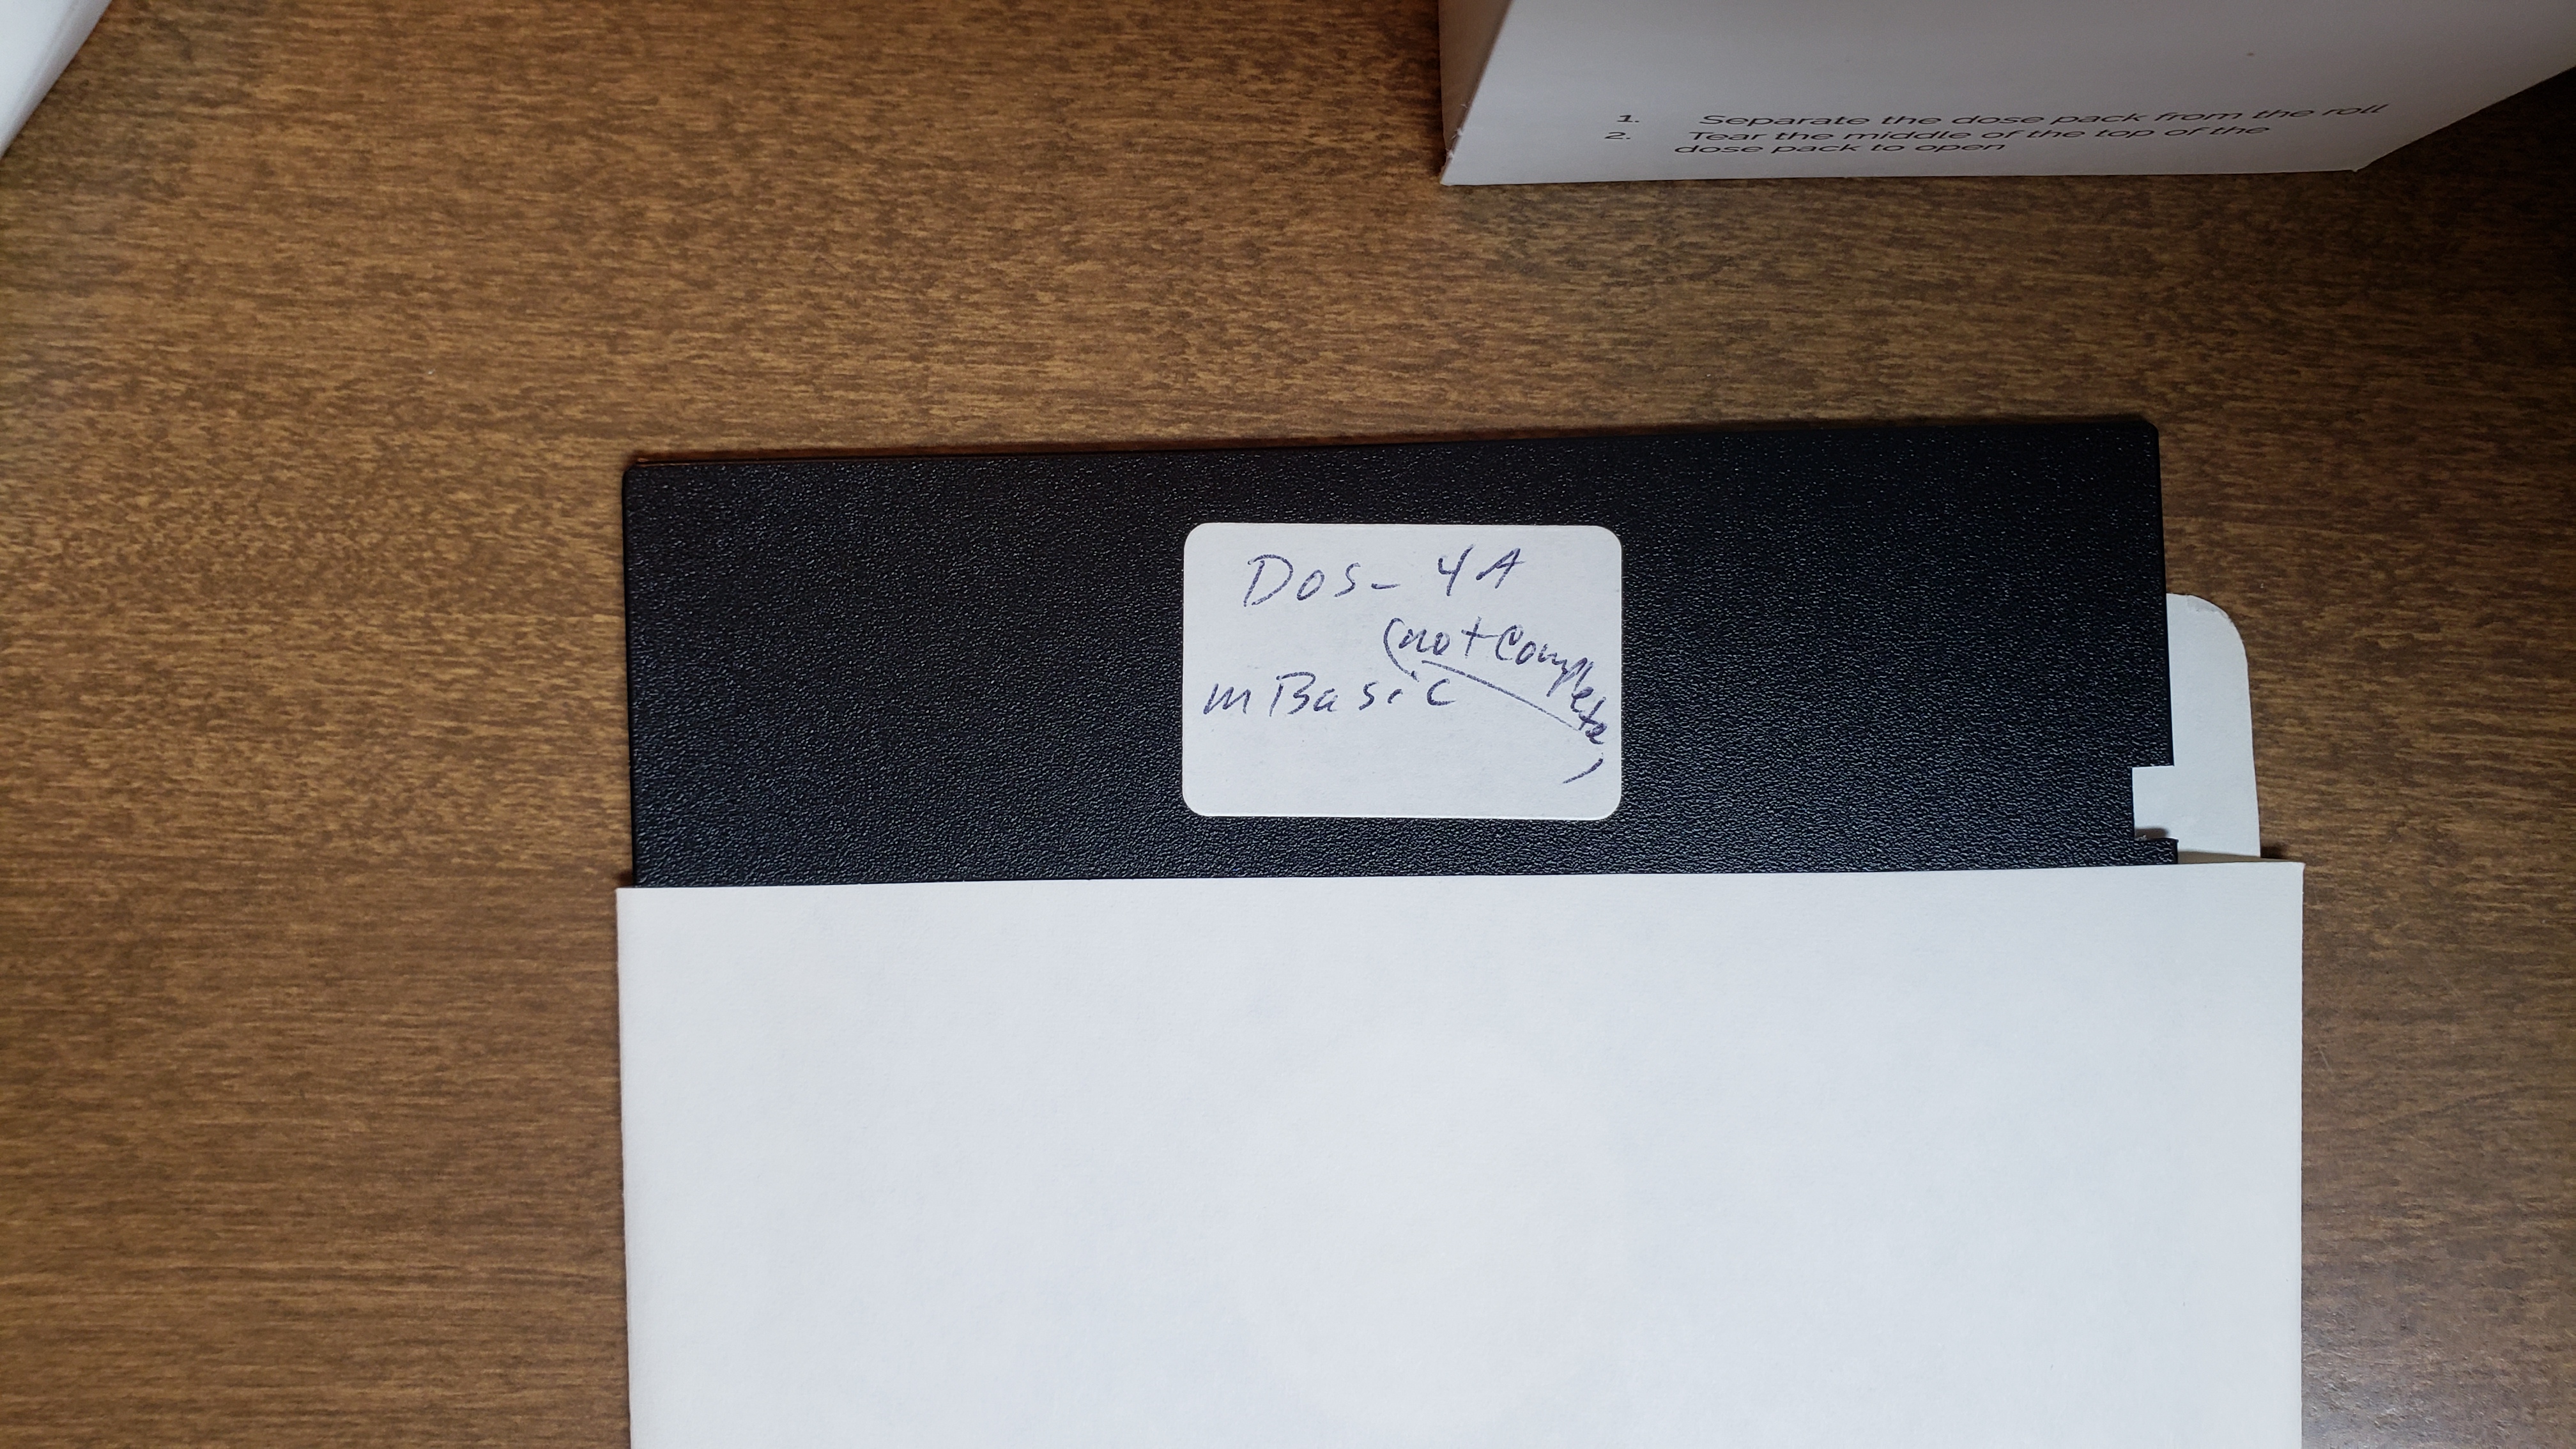 1. Separate the dose pack from the roll
2. Tear the middle of the top of the
dose pack to open
Dos- 4A
(not Complete)
mBasic